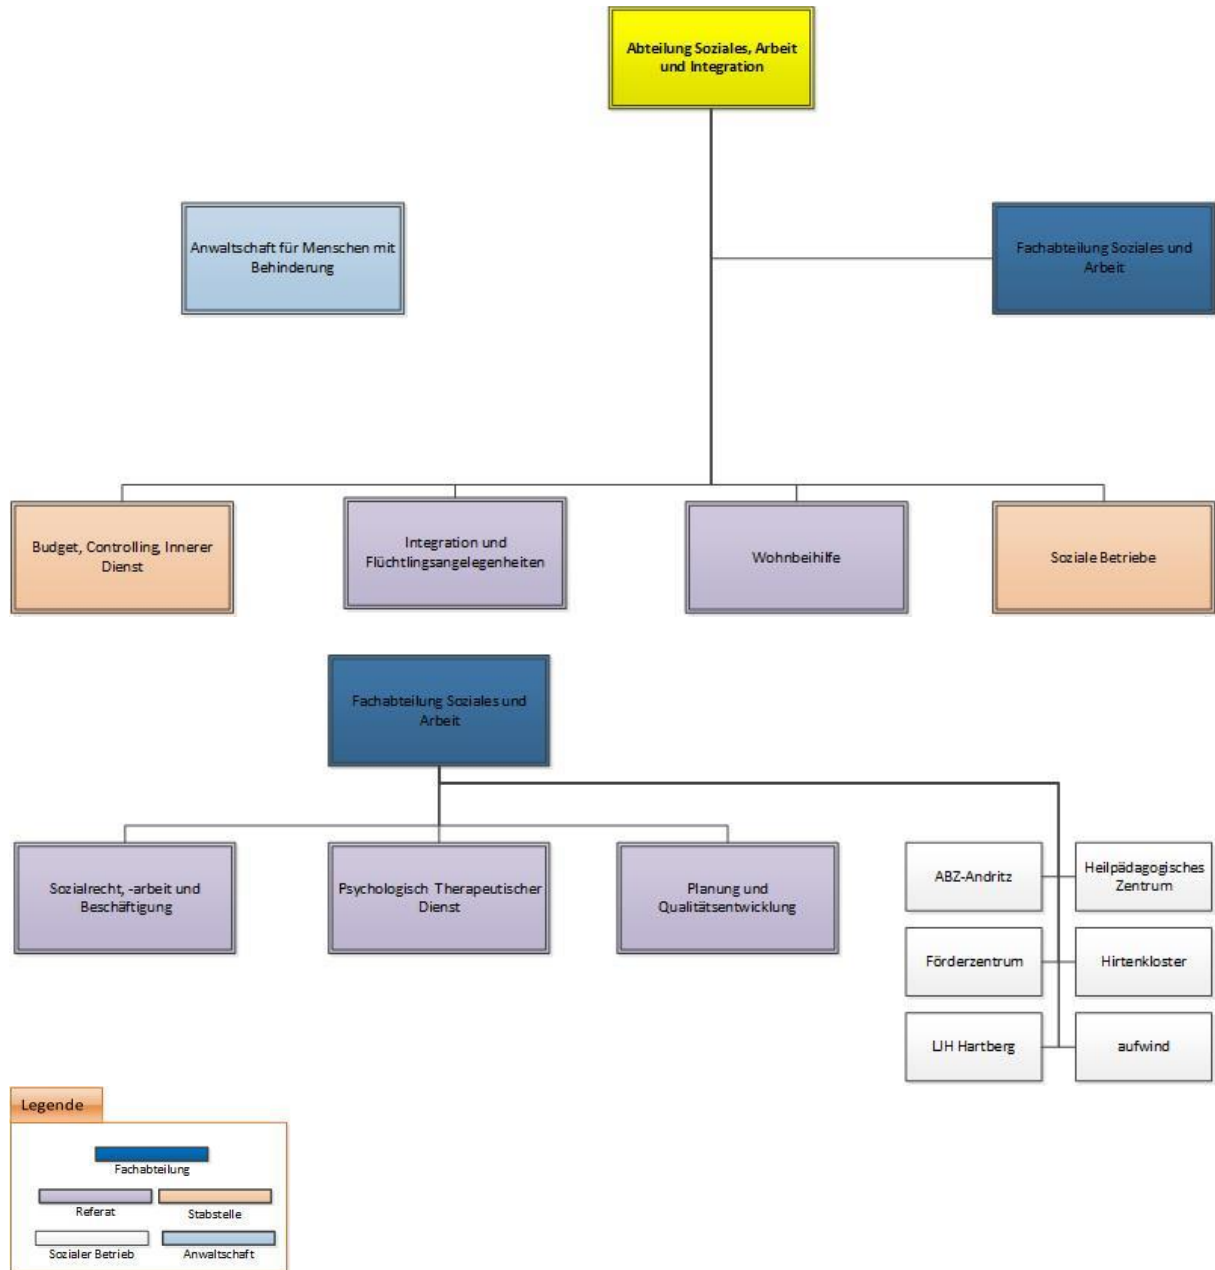 Abteilung Soziales, Arbeit
und Integration
Anwaltschaft für Menschen mit
Behinderung
Fachabteilung Soziales und
Arbeit
Budget, Controlling, Innerer
Dienst
Integration und
Flüchtlingsangelegenheiten
Wohnbeihilfe
Soziale Betriebe
Fachabteilung Soziales und
Arbeit
Sozialrecht, -arbeit und
Beschäftigung
Psychologisch Therapeutischer
Dienst
Planung und
Qualitätsentwicklung
ABZ-Andritz
Heilpädagogisches
Zentrum
Förderzentrum
Hirtenkloster
LJH Hartberg
aufwind
Legende
Fachabteilung
Referat
Stabstelle
Sozialer Betrieb
Anwaltschaft